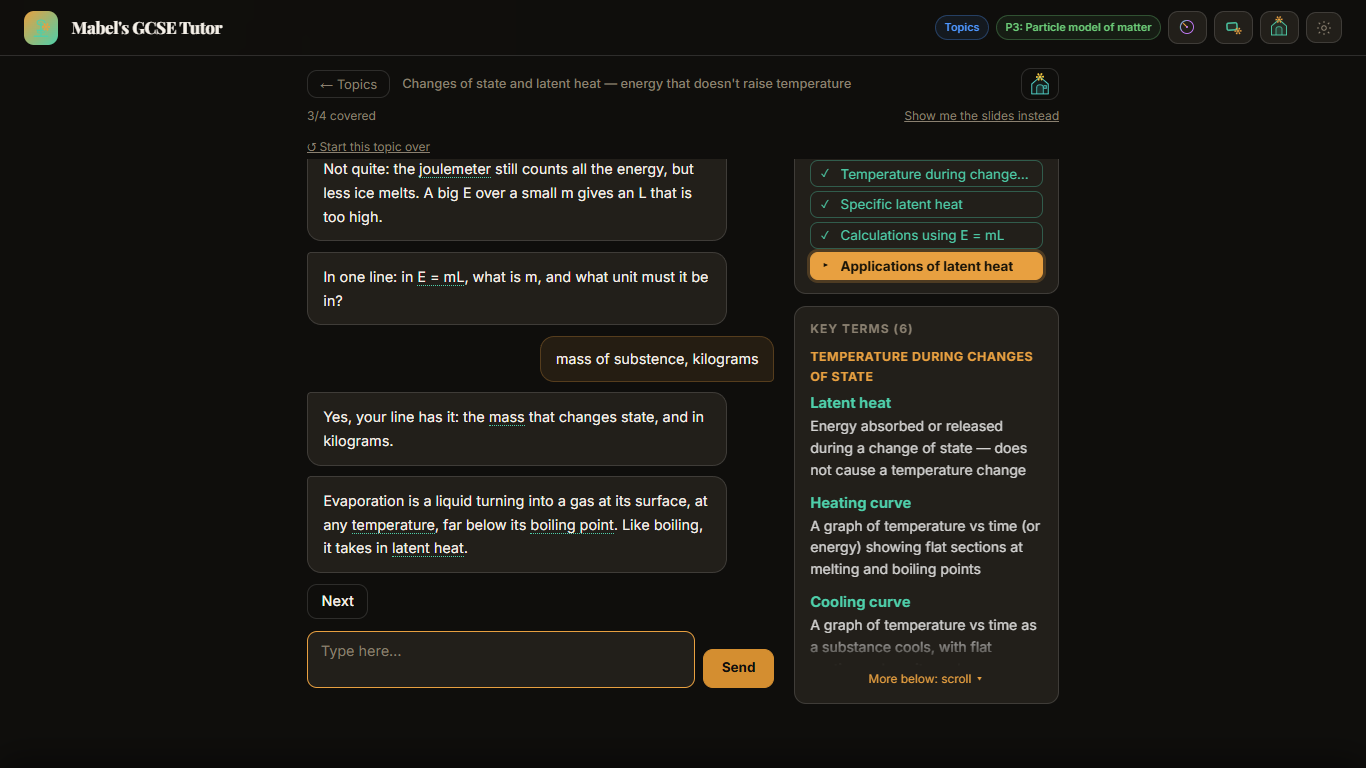 Mabel's GCSE Tutor
Topics
P3: Particle model of matter
← Topics
Changes of state and latent heat — energy that doesn't raise temperature
3/4 covered
Show me the slides instead
↺ Start this topic over
Not quite: the joulemeter still counts all the energy, but
less ice melts. A big E over a small m gives an L that is
too high.
In one line: in E = mL, what is m, and what unit must it be
in?
mass of substence, kilograms
Yes, your line has it: the mass that changes state, and in
kilograms.
Evaporation is a liquid turning into a gas at its surface, at
any temperature, far below its boiling point. Like boiling,
it takes in latent heat.
Next
Type here...
Send
✓ Temperature during change...
✓ Specific latent heat
✓ Calculations using E = mL
‣ Applications of latent heat
KEY TERMS (6)
TEMPERATURE DURING CHANGES
OF STATE
Latent heat
Energy absorbed or released
during a change of state — does
not cause a temperature change
Heating curve
A graph of temperature vs time (or
energy) showing flat sections at
melting and boiling points
Cooling curve
A graph of temperature vs time as
a substance cools, with flat
More below: scroll ▾